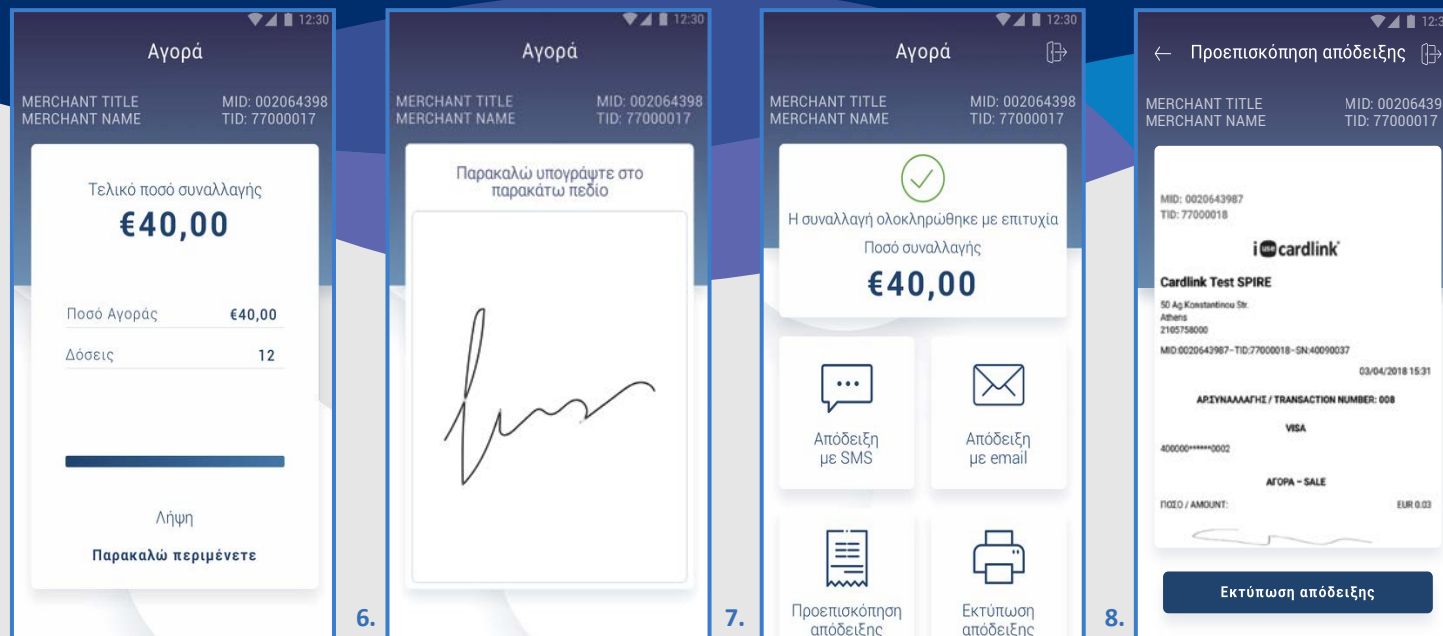 12:30
Αγορά
MERCHANT TITLE MID: 002064398
MERCHANT NAME TID: 77000017
Τελικό ποσό συναλλαγής
€40,00
Ποσό Αγοράς €40,00
Δόσεις 12
Λήψη
Παρακαλώ περιμένετε
6.
12:30
Αγορά
MERCHANT TITLE MID: 002064398
MERCHANT NAME TID: 77000017
Παρακαλώ υπογράψτε στο
παρακάτω πεδίο
7.
12:30
Αγορά
MERCHANT TITLE MID: 002064398
MERCHANT NAME TID: 77000017
Η συναλλαγή ολοκληρώθηκε με επιτυχία
Ποσό συναλλαγής
€40,00
Απόδειξη
με SMS
Απόδειξη
με email
Προεπισκόπηση
απόδειξης
Εκτύπωση
απόδειξης
8.
12:3
Προεπισκόπηση απόδειξης
MERCHANT TITLE MID: 00206439
MERCHANT NAME TID: 77000017
MID: 0020643987
TID: 77000018
i use cardlink
Cardlink Test SPIRE
50 Ag.Konstantinou Str.
Athens
2105758000
MID:0020643987-TID:77000018-SN:40090037
03/04/2018 15:31
ΑΡ.ΣΥΝΑΛΛΑΓΗΣ / TRANSACTION NUMBER: 008
VISA
400000******0002
ΑΓΟΡΑ - SALE
ΠΟΣΟ / AMOUNT: EUR 0.03
Εκτύπωση απόδειξης